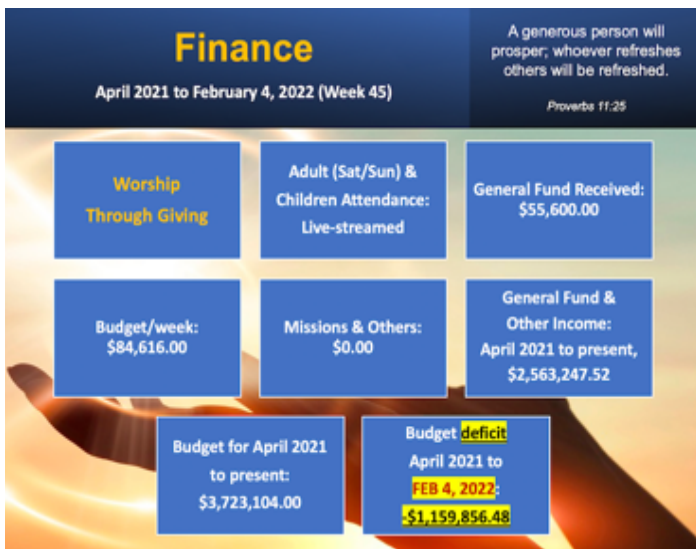 Finance
April 2021 to February 4, 2022 (Week 45)
A generous person will
prosper; whoever refreshes
others will be refreshed.
Proverbs 11:25
Worship
Through Giving
Adult (Sat/Sun) &
Children Attendance:
Live-streamed
General Fund Received:
$55,600.00
Budget/week:
$84,616.00
Missions & Others:
$0.00
General Fund &
Other Income:
April 2021 to present,
$2,563,247.52
Budget for April 2021
to present:
$3,723,104.00
Budget deficit
April 2021 to
FEB 4, 2022:
-$1,159,856.48